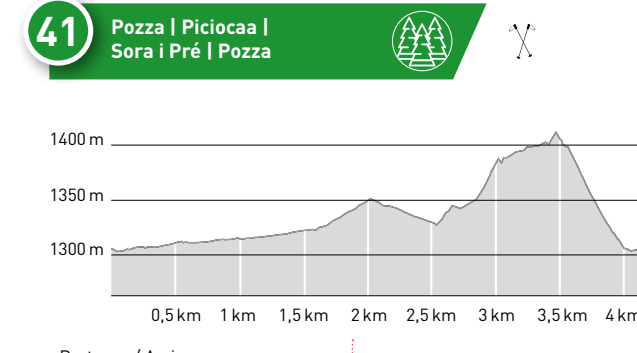 41
Pozza | Piciocaa |
Sora i Pré | Pozza
1400 m
1350 m
1300 m
0,5 km 1 km 1,5 km 2 km 2,5 km 3 km 3,5 km 4 km